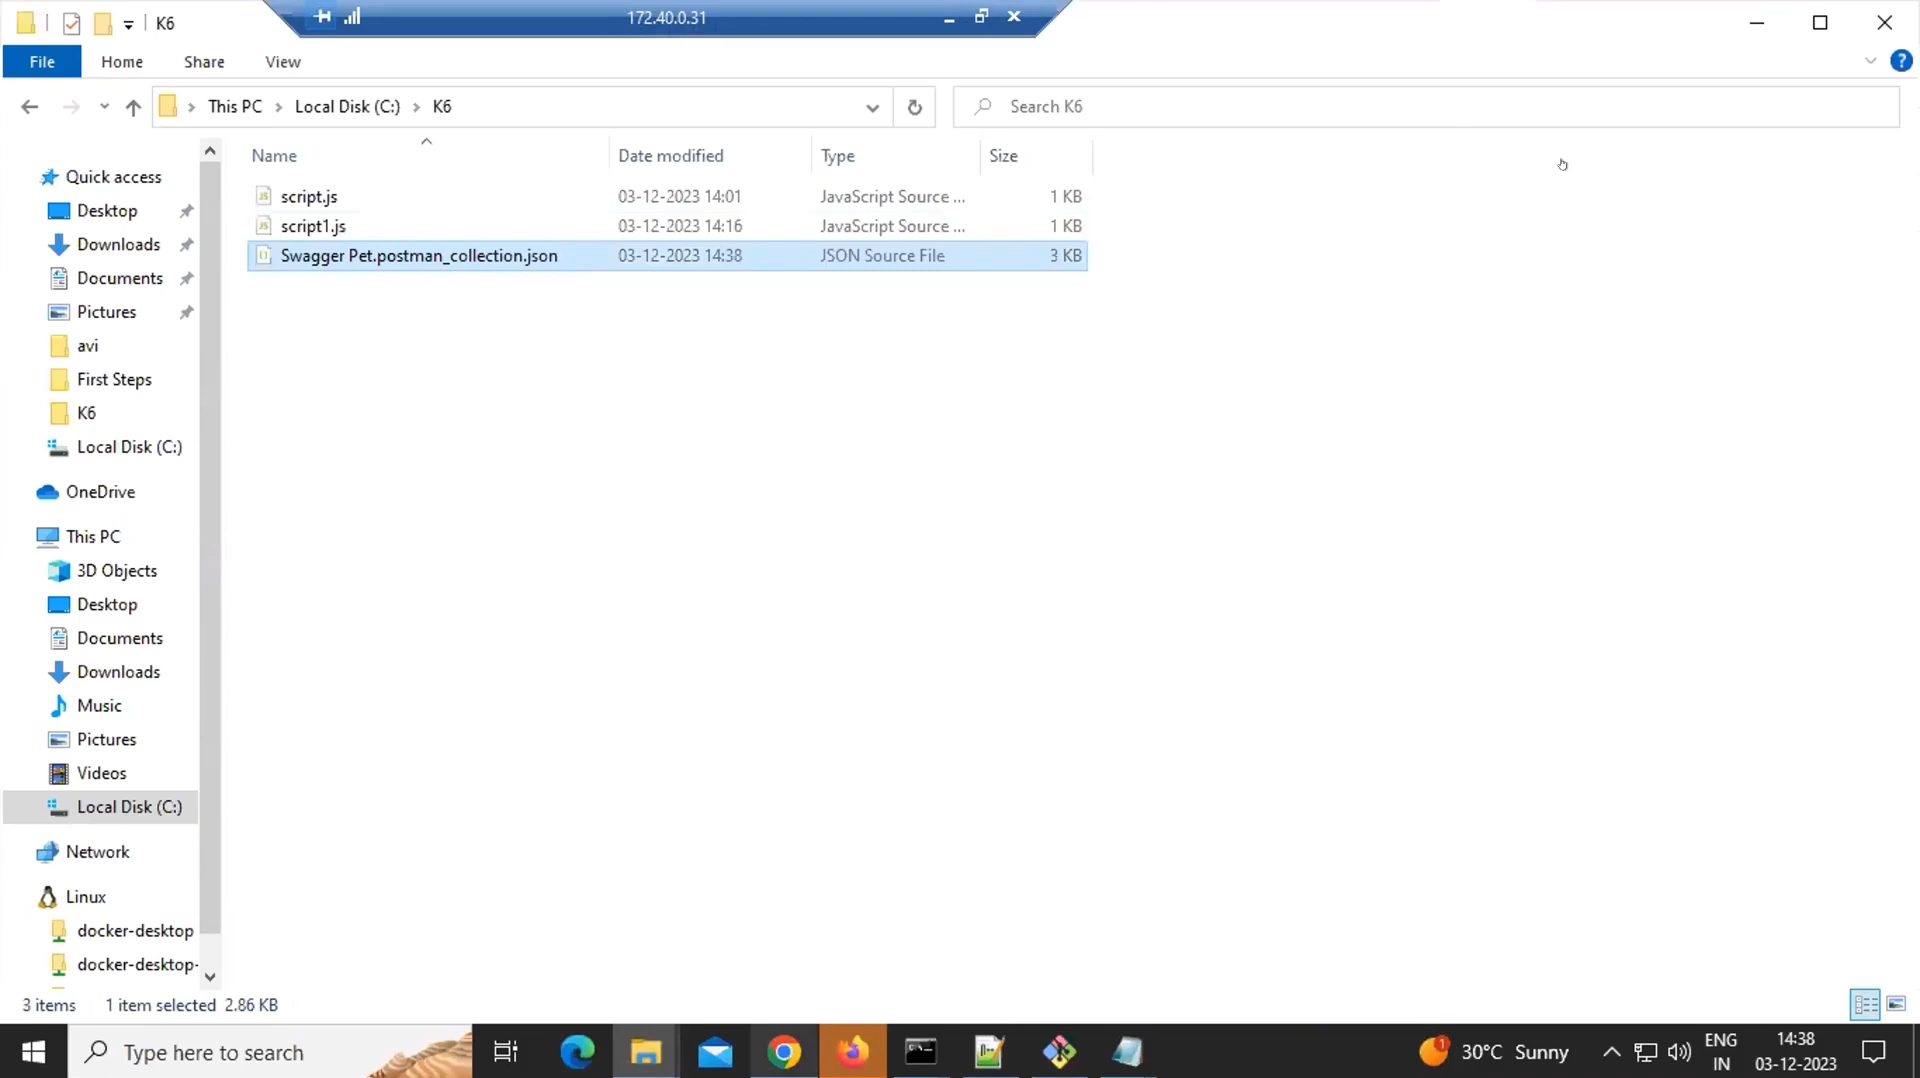 K6
172.40.0.31
File Home Share View
This PC Local Disk (C:) K6
Search K6
Name Date modified Type Size
script.js 03-12-2023 14:01 JavaScript Source ... 1 KB
script1.js 03-12-2023 14:16 JavaScript Source ... 1 KB
Swagger Pet.postman_collection.json 03-12-2023 14:38 JSON Source File 3 KB
Quick access
Desktop
Downloads
Documents
Pictures
avi
First Steps
K6
Local Disk (C:)
OneDrive
This PC
3D Objects
Desktop
Documents
Downloads
Music
Pictures
Videos
Local Disk (C:)
Network
Linux
docker-desktop
docker-desktop-
3 items 1 item selected 2.86 KB
Type here to search
1
30°C Sunny
ENG
IN
14:38
03-12-2023